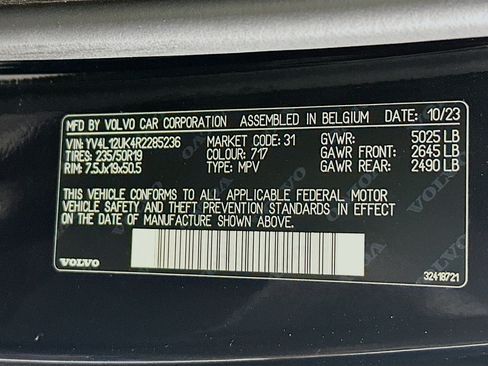 MFD BY VOLVO CAR CORPORATION ASSEMBLED IN BELGIUM DATE: 10/23
VIN: YV4L12UK4R2285236 MARKET CODE: 31 GVWR: 5025 LB
TIRES: 235/50R19 COLOUR: 717 GAWR FRONT: 2645 LB
RIM: 7.5Jx19x50.5 TYPE: MPV GAWR REAR: 2490 LB
THIS VEHICLE CONFORMS TO ALL APPLICABLE FEDERAL MOTOR
VEHICLE SAFETY AND THEFT PREVENTION STANDARDS IN EFFECT
ON THE DATE OF MANUFACTURE SHOWN ABOVE.
VOLVO
32418721